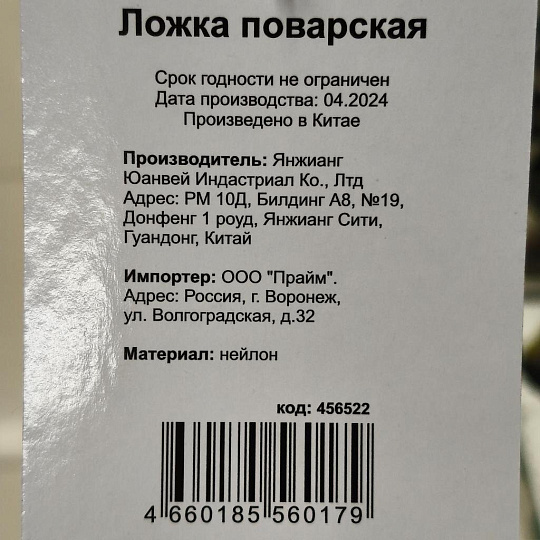 Ложка поварская
Срок годности не ограничен
Дата производства: 04.2024
Произведено в Китае
Производитель: Янжианг
Юанвей Индастриал Ко., Лтд
Адрес: РМ 10Д, Билдинг А8, №19,
Донфенг 1 роуд, Янжианг Сити,
Гуандонг, Китай
Импортер: ООО "Прайм".
Адрес: Россия, г. Воронеж,
ул. Волгоградская, д.32
Материал: нейлон
код: 456522
4 660185 560179